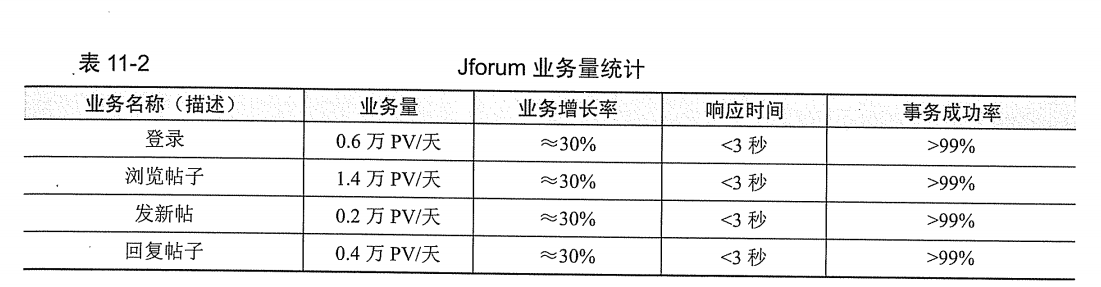 表 11-2 Jforum 业务量统计
业务名称（描述） 业务量 业务增长率 响应时间 事务成功率
登录 0.6 万 PV/天 ≈30% <3 秒 >99%
浏览帖子 1.4 万 PV/天 ≈30% <3 秒 >99%
发新帖 0.2 万 PV/天 ≈30% <3 秒 >99%
回复帖子 0.4 万 PV/天 ≈30% <3 秒 >99%